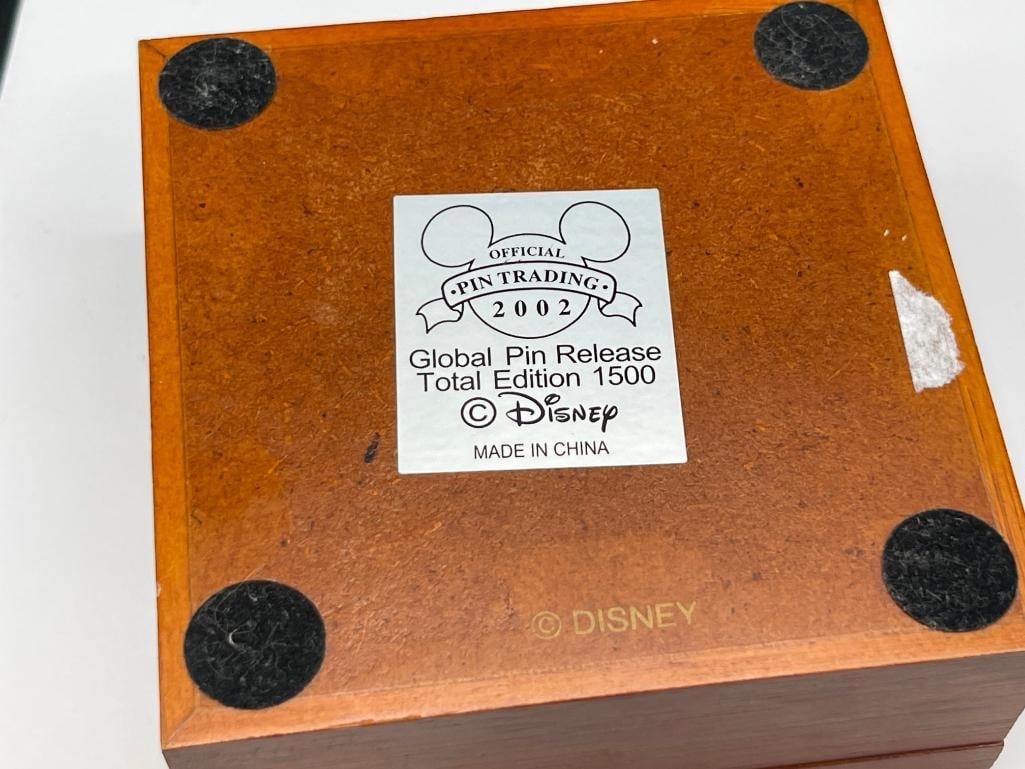 OFFICIAL
•PIN TRADING•
2002
Global Pin Release
Total Edition 1500
© Disney
MADE IN CHINA
© DISNEY